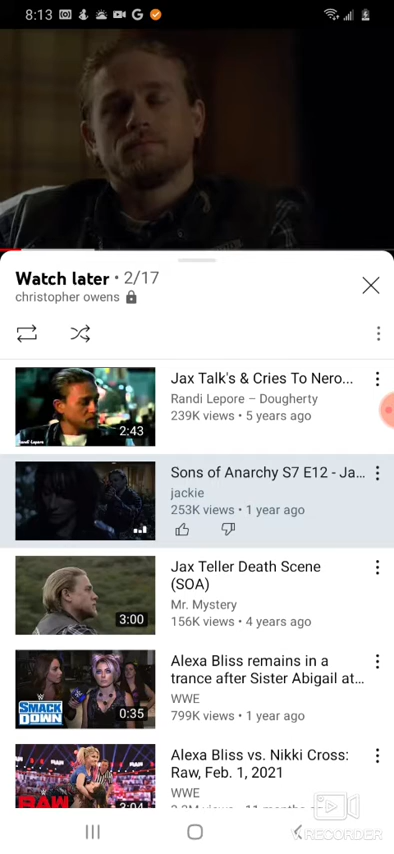 8:13
Watch later • 2/17
christopher owens
Jax Talk's & Cries To Nero...
Randi Lepore – Dougherty
239K views • 5 years ago
2:43
Sons of Anarchy S7 E12 - Ja...
jackie
253K views • 1 year ago
Jax Teller Death Scene
(SOA)
Mr. Mystery
156K views • 4 years ago
3:00
Alexa Bliss remains in a
trance after Sister Abigail at...
WWE
799K views • 1 year ago
SMACK
DOWN
0:35
Alexa Bliss vs. Nikki Cross:
Raw, Feb. 1, 2021
WWE
RAW
3:04
V RECORDER